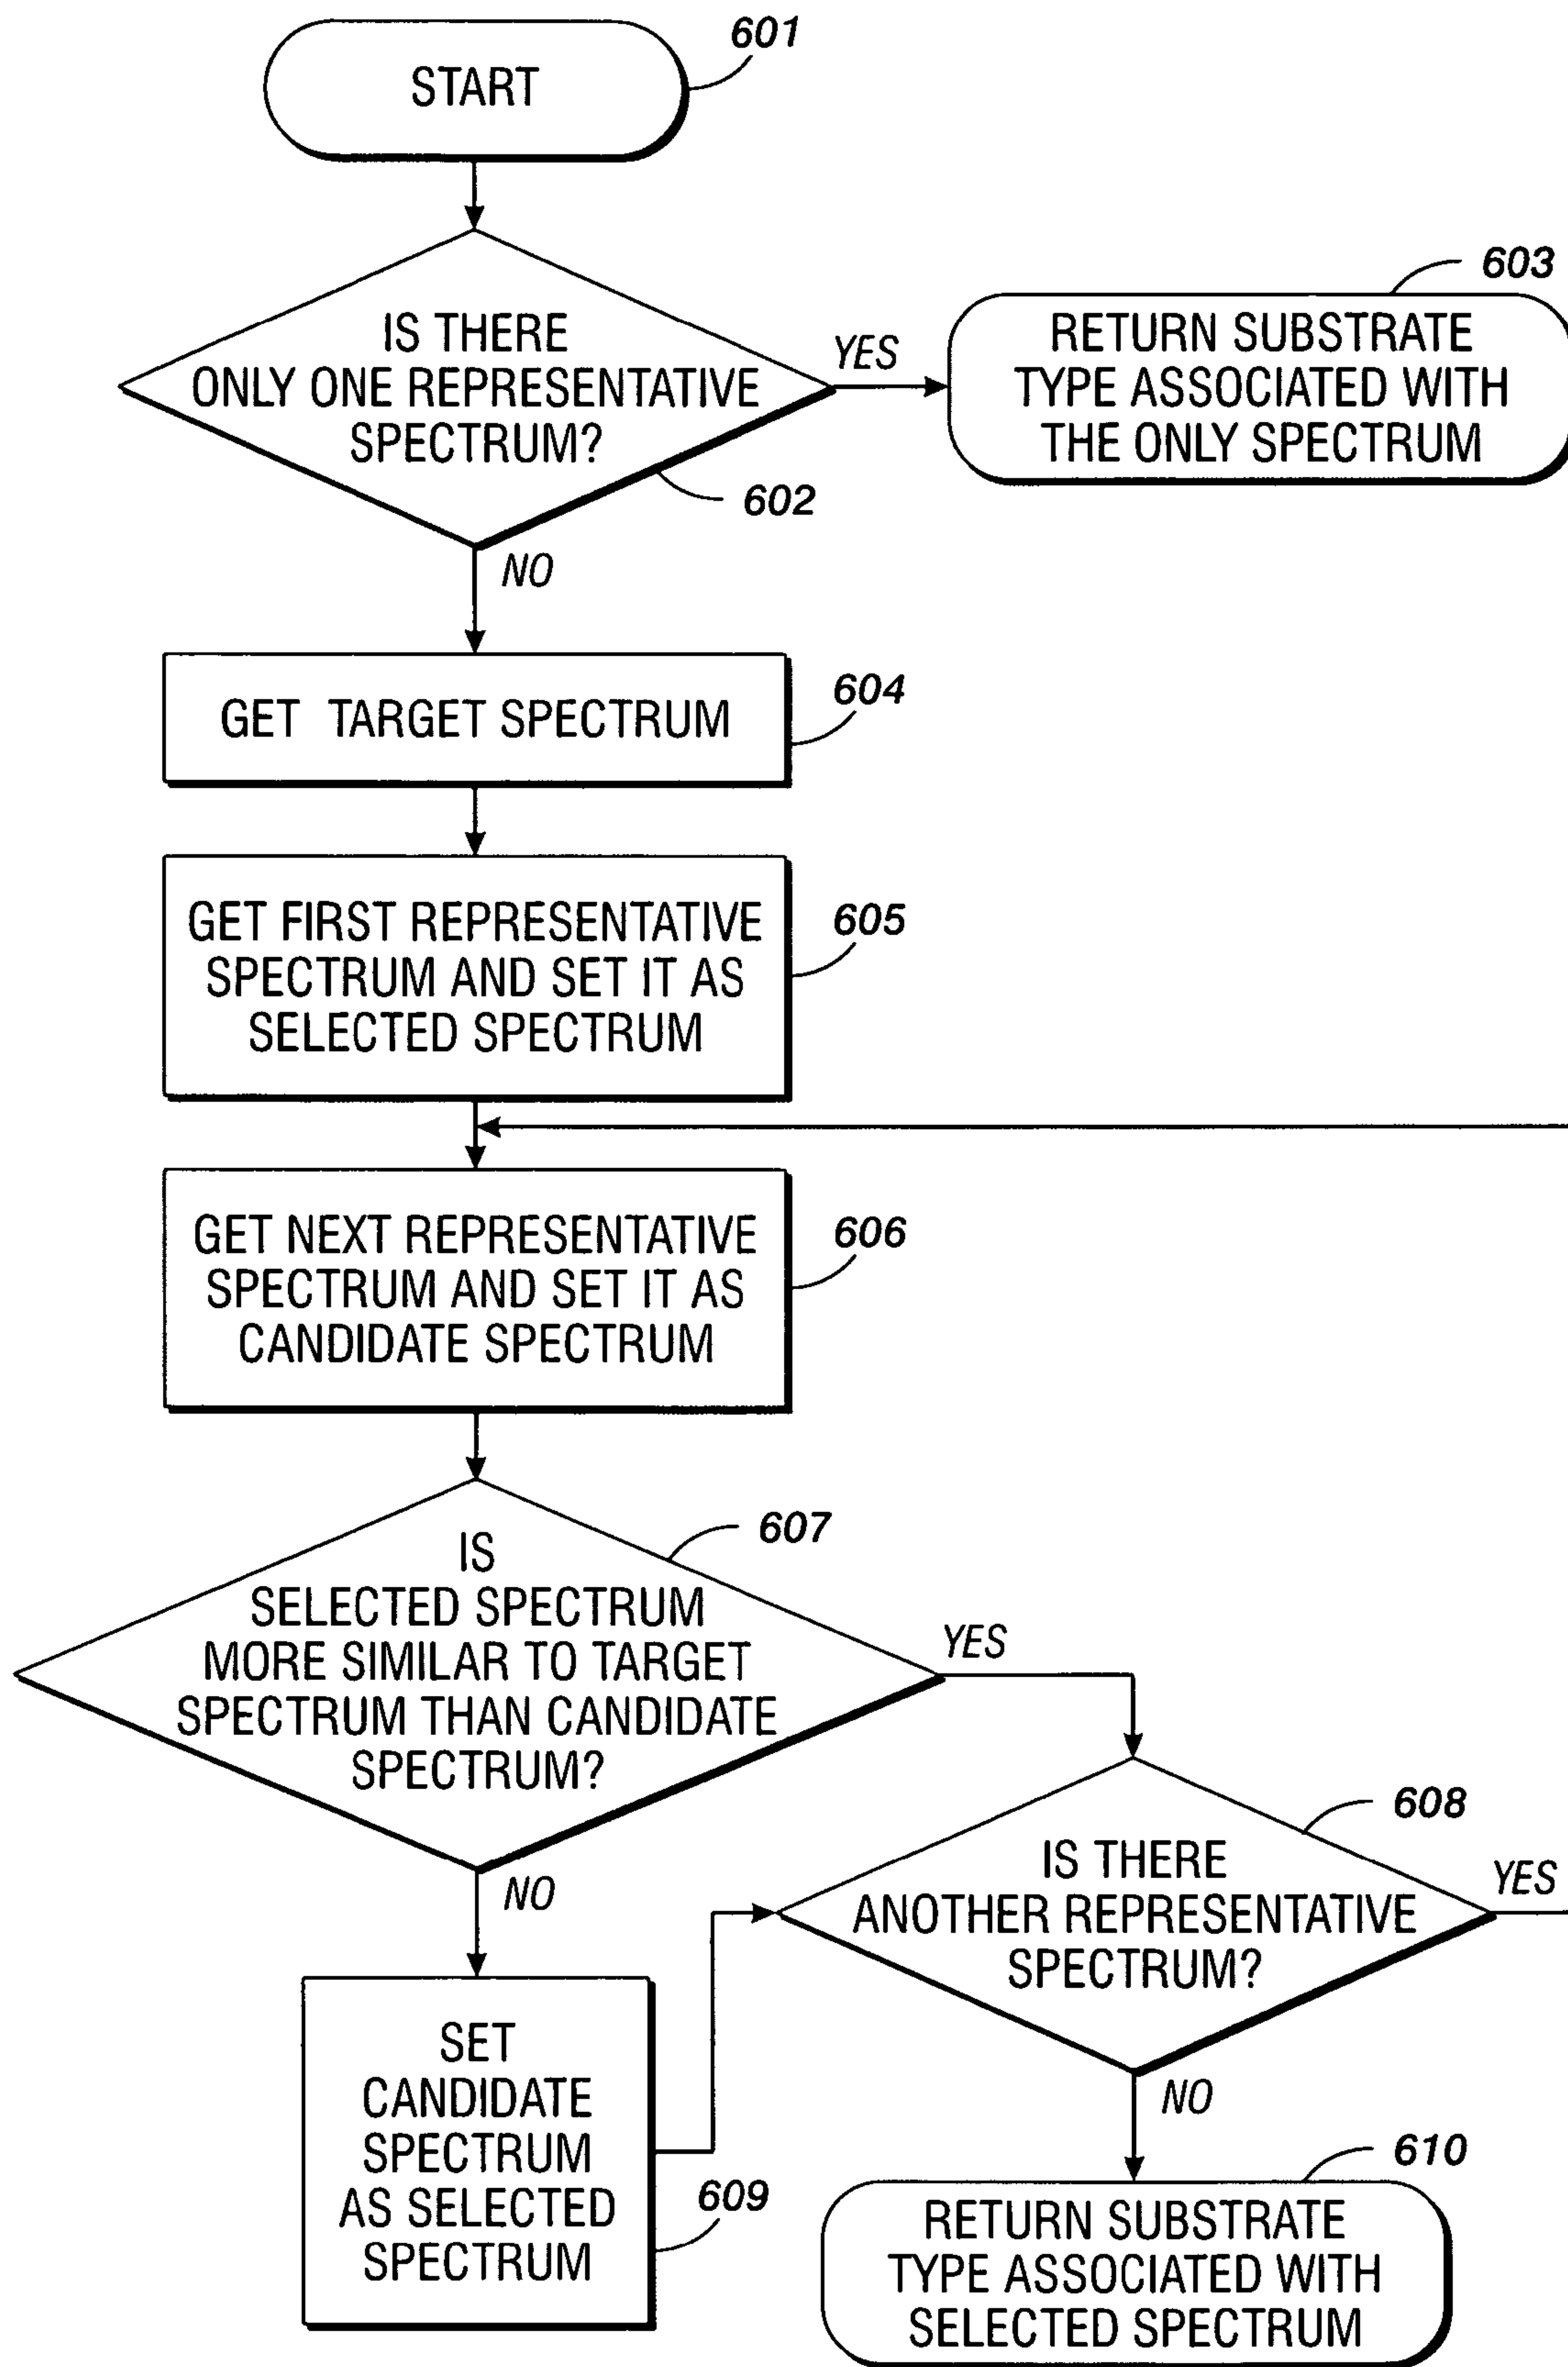 START
601
IS THERE
ONLY ONE REPRESENTATIVE
SPECTRUM?
602
YES
603
RETURN SUBSTRATE
TYPE ASSOCIATED WITH
THE ONLY SPECTRUM
NO
GET TARGET SPECTRUM
604
GET FIRST REPRESENTATIVE
SPECTRUM AND SET IT AS
SELECTED SPECTRUM
605
GET NEXT REPRESENTATIVE
SPECTRUM AND SET IT AS
CANDIDATE SPECTRUM
606
IS
SELECTED SPECTRUM
MORE SIMILAR TO TARGET
SPECTRUM THAN CANDIDATE
SPECTRUM?
607
YES
NO
608
IS THERE
ANOTHER REPRESENTATIVE
SPECTRUM?
YES
NO
SET
CANDIDATE
SPECTRUM
AS SELECTED
SPECTRUM
609
610
RETURN SUBSTRATE
TYPE ASSOCIATED WITH
SELECTED SPECTRUM